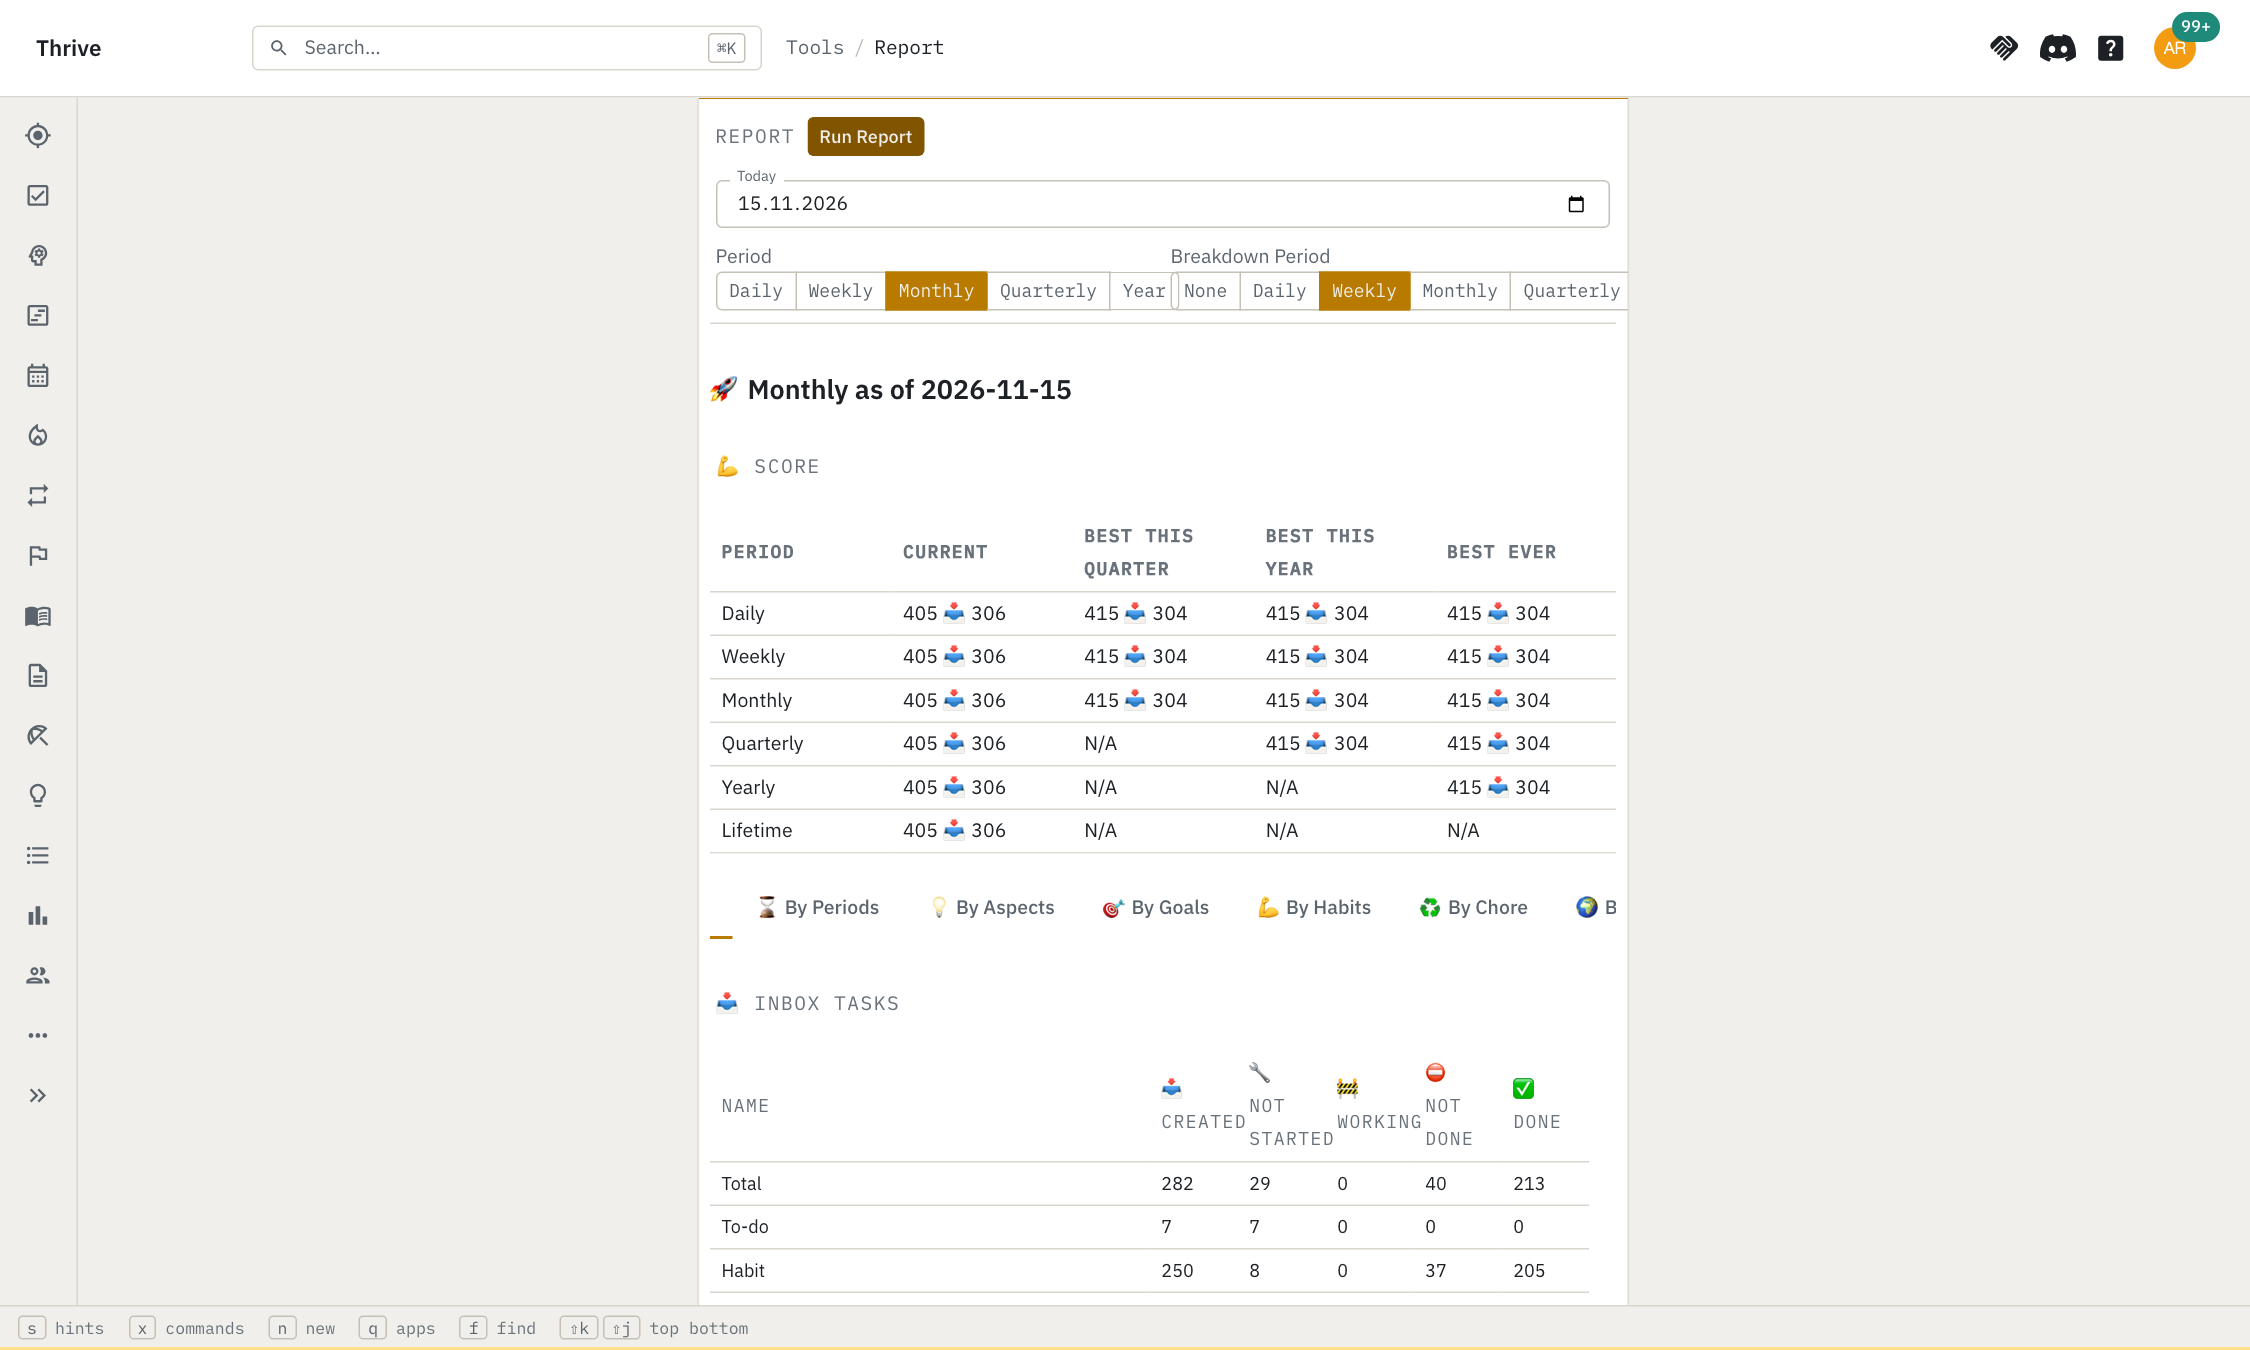 Thrive
Search...
⌘K
Tools / Report
99+
AR
REPORT
Run Report
Today
15.11.2026
Period
Breakdown Period
Daily Weekly Monthly Quarterly Year
None Daily Weekly Monthly Quarterly
🚀 Monthly as of 2026-11-15
💪 SCORE
PERIOD CURRENT BEST THIS QUARTER BEST THIS YEAR BEST EVER
Daily 405 📥 306 415 📥 304 415 📥 304 415 📥 304
Weekly 405 📥 306 415 📥 304 415 📥 304 415 📥 304
Monthly 405 📥 306 415 📥 304 415 📥 304 415 📥 304
Quarterly 405 📥 306 N/A 415 📥 304 415 📥 304
Yearly 405 📥 306 N/A N/A 415 📥 304
Lifetime 405 📥 306 N/A N/A N/A
⌛ By Periods 💡 By Aspects 🎯 By Goals 💪 By Habits ♻️ By Chore 🌍 B
📥 INBOX TASKS
NAME 📥 CREATED 🔧 NOT STARTED 🚧 WORKING ⛔ NOT DONE ✅ DONE
Total 282 29 0 40 213
To-do 7 7 0 0 0
Habit 250 8 0 37 205
s hints x commands n new q apps f find ⇧k ⇧j top bottom